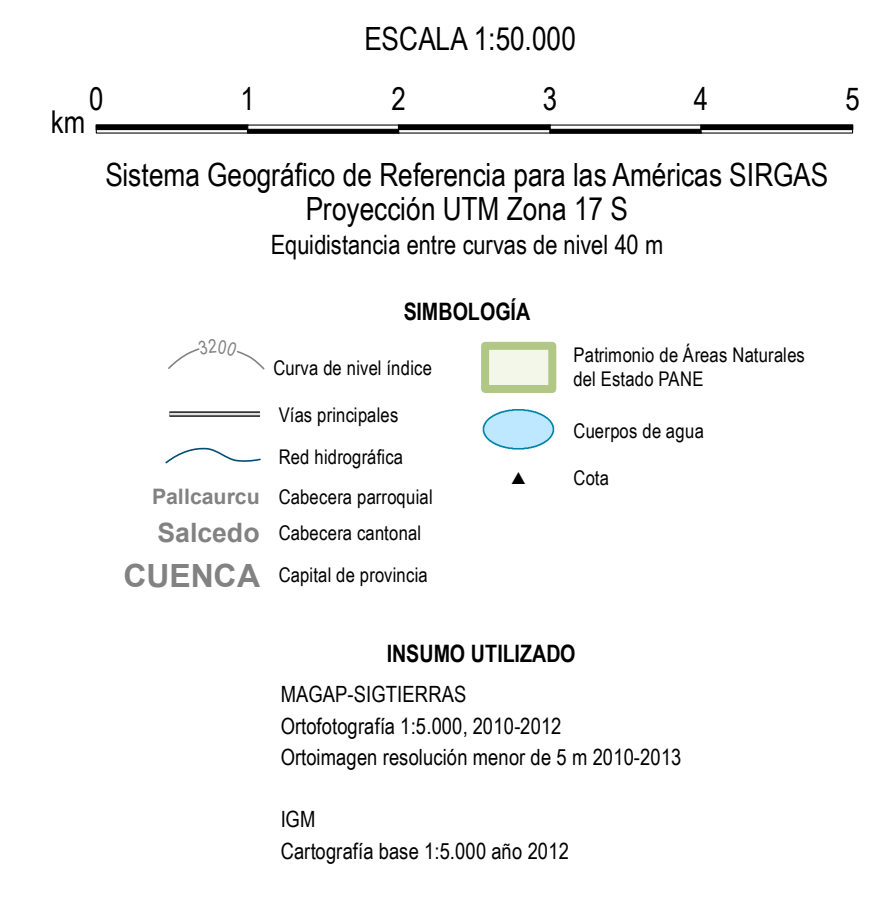 ESCALA 1:50.000
0 1 2 3 4 5
km
Sistema Geográfico de Referencia para las Américas SIRGAS
Proyección UTM Zona 17 S
Equidistancia entre curvas de nivel 40 m
SIMBOLOGÍA
3200 Curva de nivel índice
Vías principales
Red hidrográfica
Pallcaurcu Cabecera parroquial
Salcedo Cabecera cantonal
CUENCA Capital de provincia
Patrimonio de Áreas Naturales
del Estado PANE
Cuerpos de agua
Cota
INSUMO UTILIZADO
MAGAP-SIGTIERRAS
Ortofotografía 1:5.000, 2010-2012
Ortoimagen resolución menor de 5 m 2010-2013
IGM
Cartografía base 1:5.000 año 2012